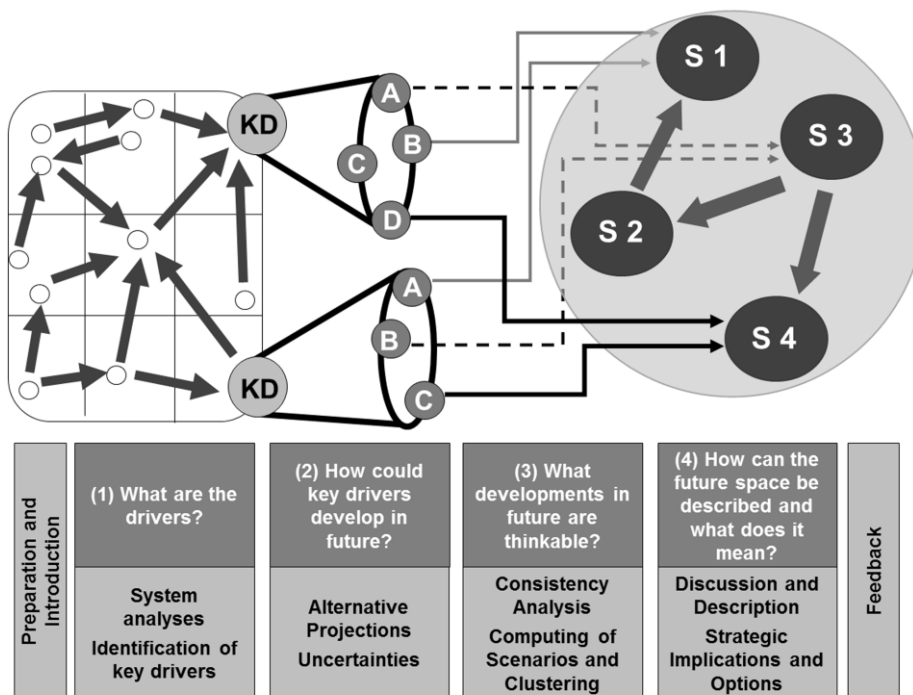 KD
A
B
C
D
KD
A
B
C
S 1
S 3
S 2
S 4
Preparation and
Introduction
(1) What are the
drivers?
System
analyses
Identification of
key drivers
(2) How could
key drivers
develop in
future?
Alternative
Projections
Uncertainties
(3) What
developments in
future are
thinkable?
Consistency
Analysis
Computing of
Scenarios and
Clustering
(4) How can the
future space be
described and
what does it
mean?
Discussion and
Description
Strategic
Implications and
Options
Feedback